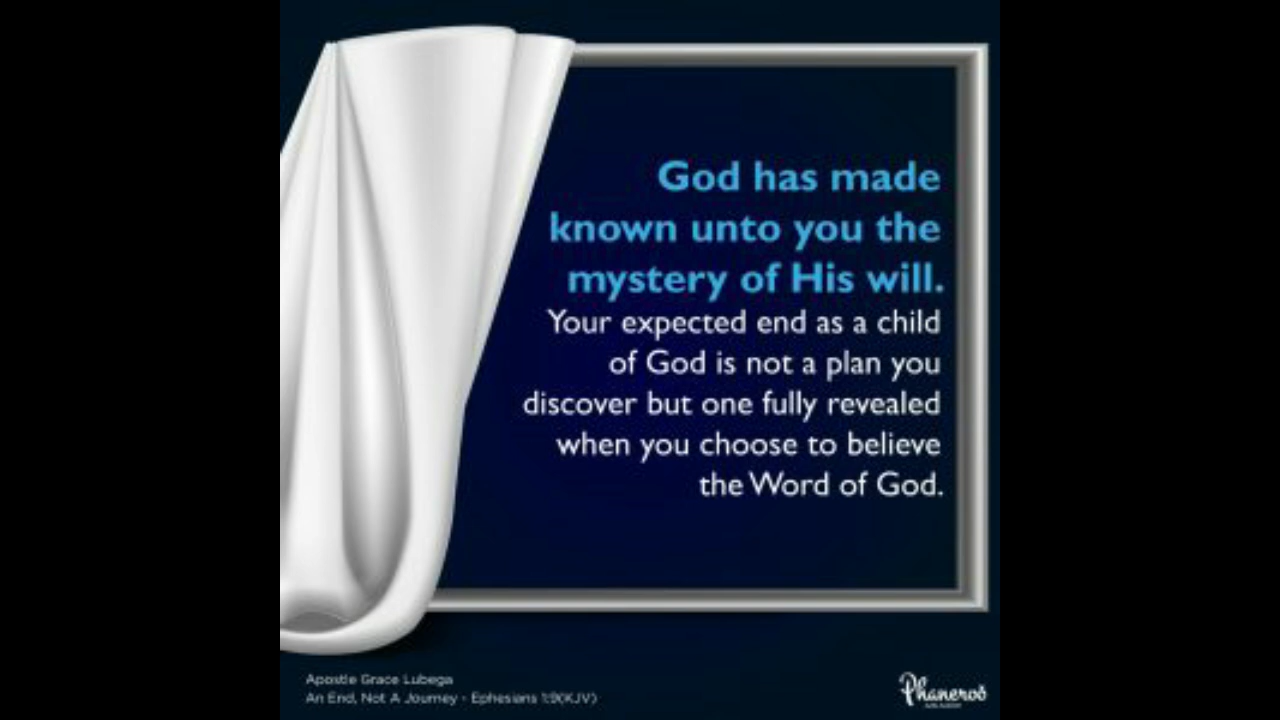 God has made
known unto you the
mystery of His will.
Your expected end as a child
of God is not a plan you
discover but one fully revealed
when you choose to believe
the Word of God.
Apostle Grace Lubega
An End, Not A Journey - Ephesians 1:9(KJV)
Phaneroo